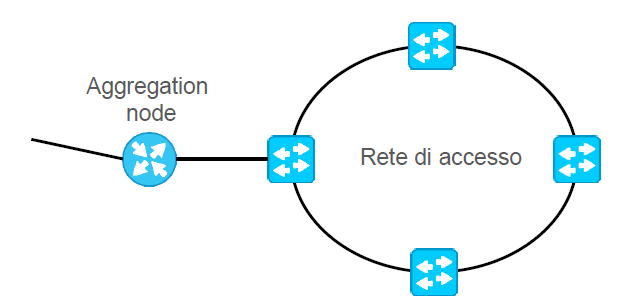 Aggregation
node
Rete di accesso